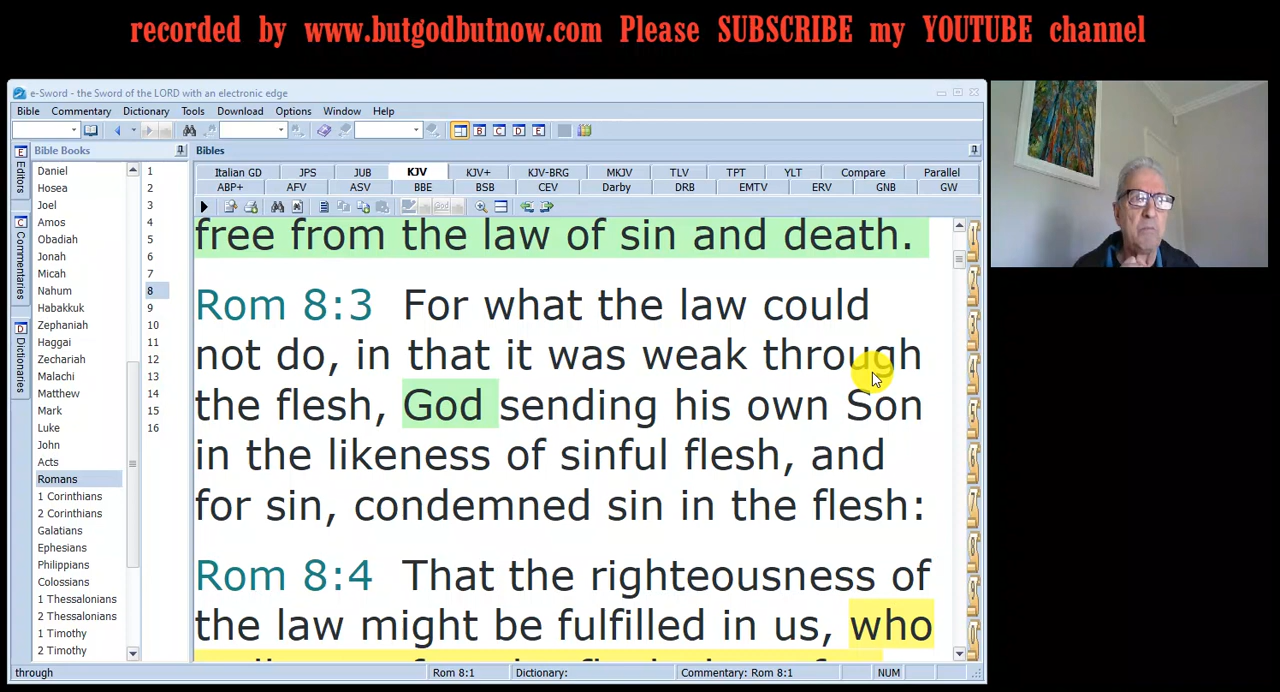 recorded by www.butgodbutnow.com Please SUBSCRIBE my YOUTUBE channel
e-Sword - the Sword of the LORD with an electronic edge
Bible Commentary Dictionary Tools Download Options Window Help
B C D E
Bible Books
Bibles
Editors
Commentaries
Dictionaries
Daniel 1
Hosea 2
Joel 3
Amos 4
Obadiah 5
Jonah 6
Micah 7
Nahum 8
Habakkuk 9
Zephaniah 10
Haggai 11
Zechariah 12
Malachi 13
Matthew 14
Mark 15
Luke 16
John
Acts
Romans
1 Corinthians
2 Corinthians
Galatians
Ephesians
Philippians
Colossians
1 Thessalonians
2 Thessalonians
1 Timothy
2 Timothy
Italian GD JPS JUB KJV KJV+ KJV-BRG MKJV TLV TPT YLT Compare Parallel
ABP+ AFV ASV BBE BSB CEV Darby DRB EMTV ERV GNB GW
free from the law of sin and death.
Rom 8:3 For what the law could
not do, in that it was weak through
the flesh, God sending his own Son
in the likeness of sinful flesh, and
for sin, condemned sin in the flesh:
Rom 8:4 That the righteousness of
the law might be fulfilled in us, who
through Rom 8:1 Dictionary: Commentary: Rom 8:1 NUM